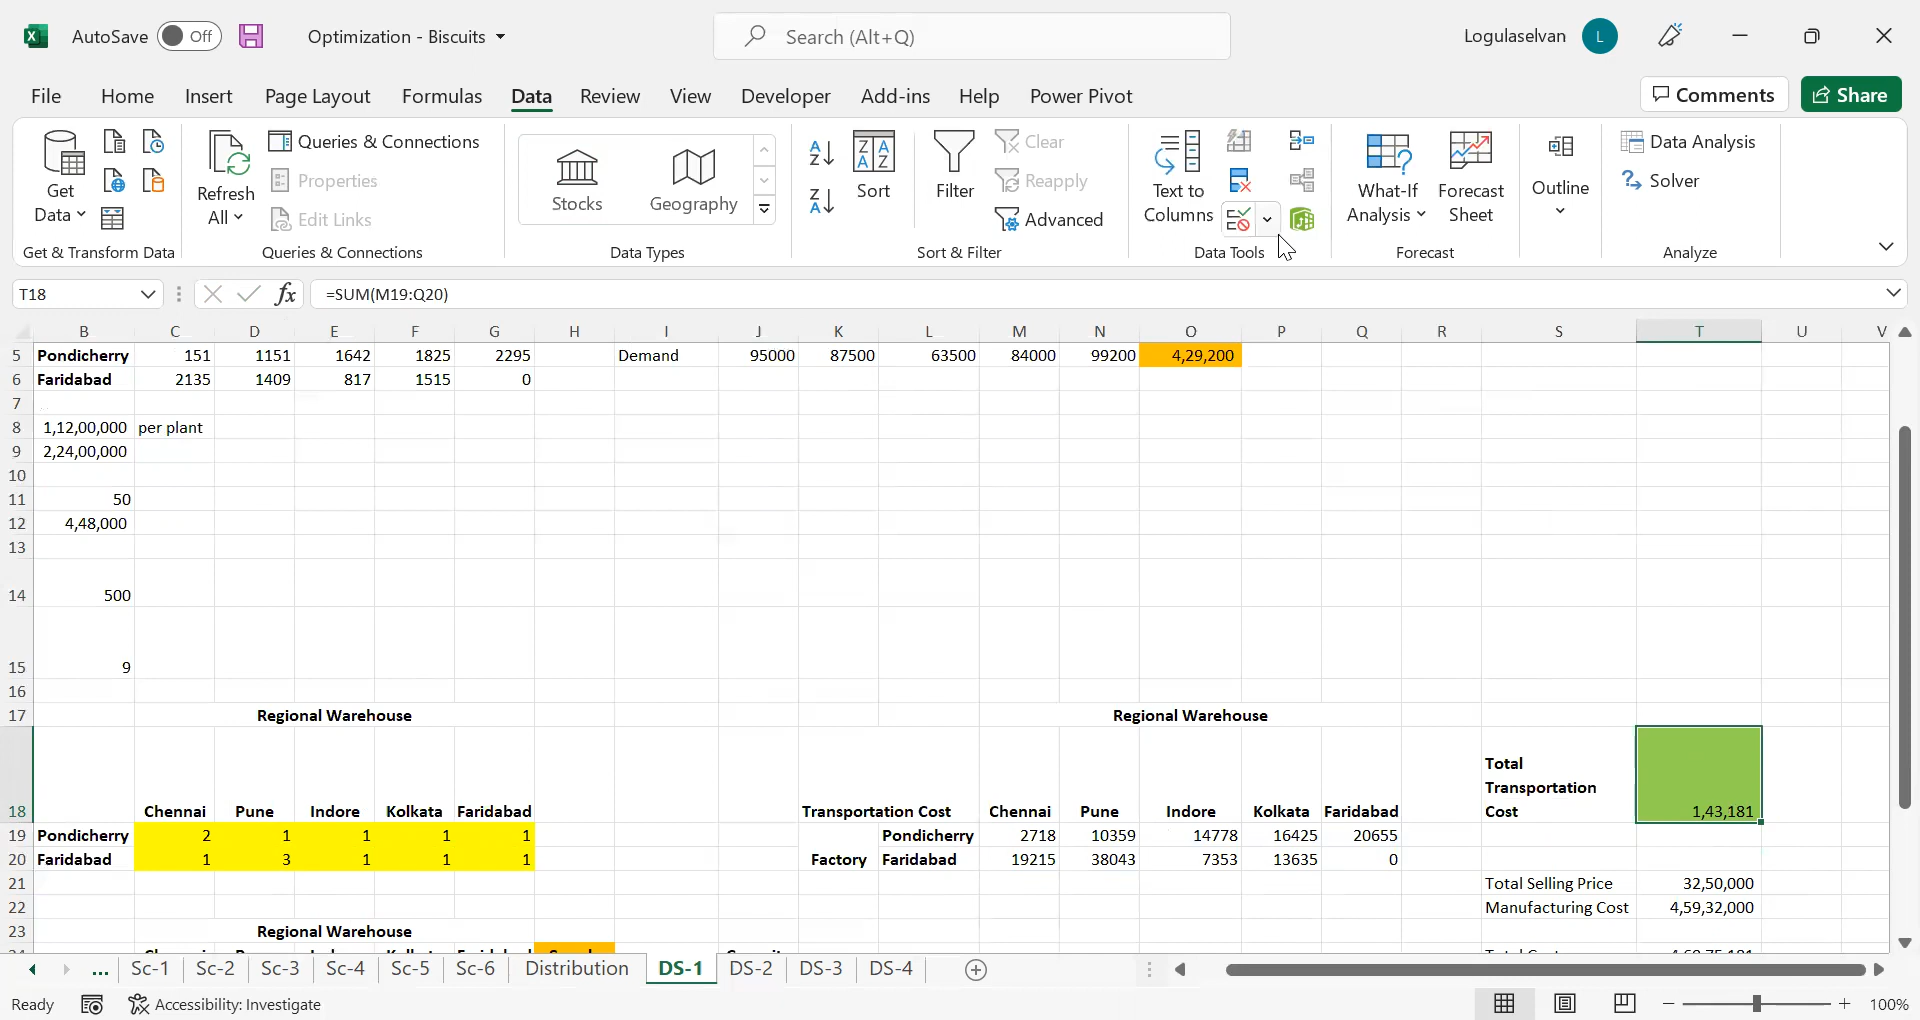 AutoSave Off Optimization - Biscuits Search (Alt+Q) Logulaselvan L
File Home Insert Page Layout Formulas Data Review View Developer Add-ins Help Power Pivot Comments Share
Get Data Refresh All Queries & Connections Properties Edit Links Stocks Geography Sort Filter Clear Reapply Advanced Text to Columns What-If Analysis Forecast Sheet Outline Data Analysis Solver
Get & Transform Data Queries & Connections Data Types Sort & Filter Data Tools Forecast Analyze
T18 fx =SUM(M19:Q20)
B C D E F G H I J K L M N O P Q R S T U V
5 Pondicherry 151 1151 1642 1825 2295 Demand 95000 87500 63500 84000 99200 4,29,200
6 Faridabad 2135 1409 817 1515 0
7
8 1,12,00,000 per plant
9 2,24,00,000
10
11 50
12 4,48,000
13
14 500
15 9
16
17 Regional Warehouse Regional Warehouse
18 Chennai Pune Indore Kolkata Faridabad Transportation Cost Chennai Pune Indore Kolkata Faridabad Total Transportation Cost 1,43,181
19 Pondicherry 2 1 1 1 1 Pondicherry 2718 10359 14778 16425 20655
20 Faridabad 1 3 1 1 1 Factory Faridabad 19215 38043 7353 13635 0
21 Total Selling Price 32,50,000
22 Manufacturing Cost 4,59,32,000
23 Regional Warehouse
... Sc-1 Sc-2 Sc-3 Sc-4 Sc-5 Sc-6 Distribution DS-1 DS-2 DS-3 DS-4
Ready Accessibility: Investigate 100%